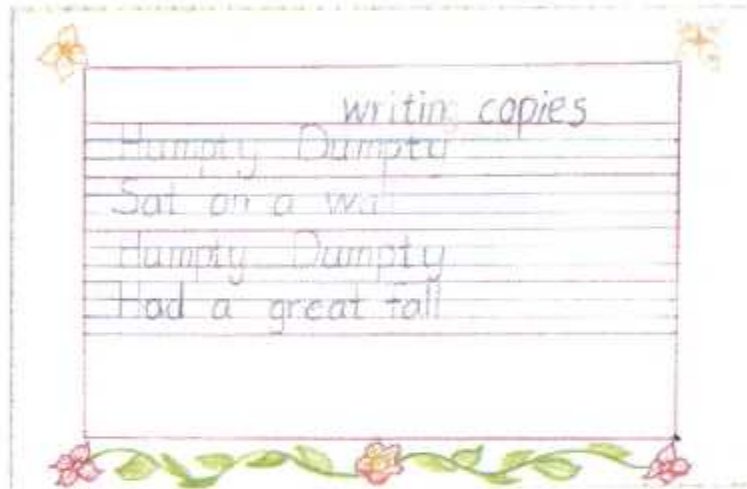 writing copies
Humpty Dumpty
Sat on a wall
Humpty Dumpty
Had a great fall